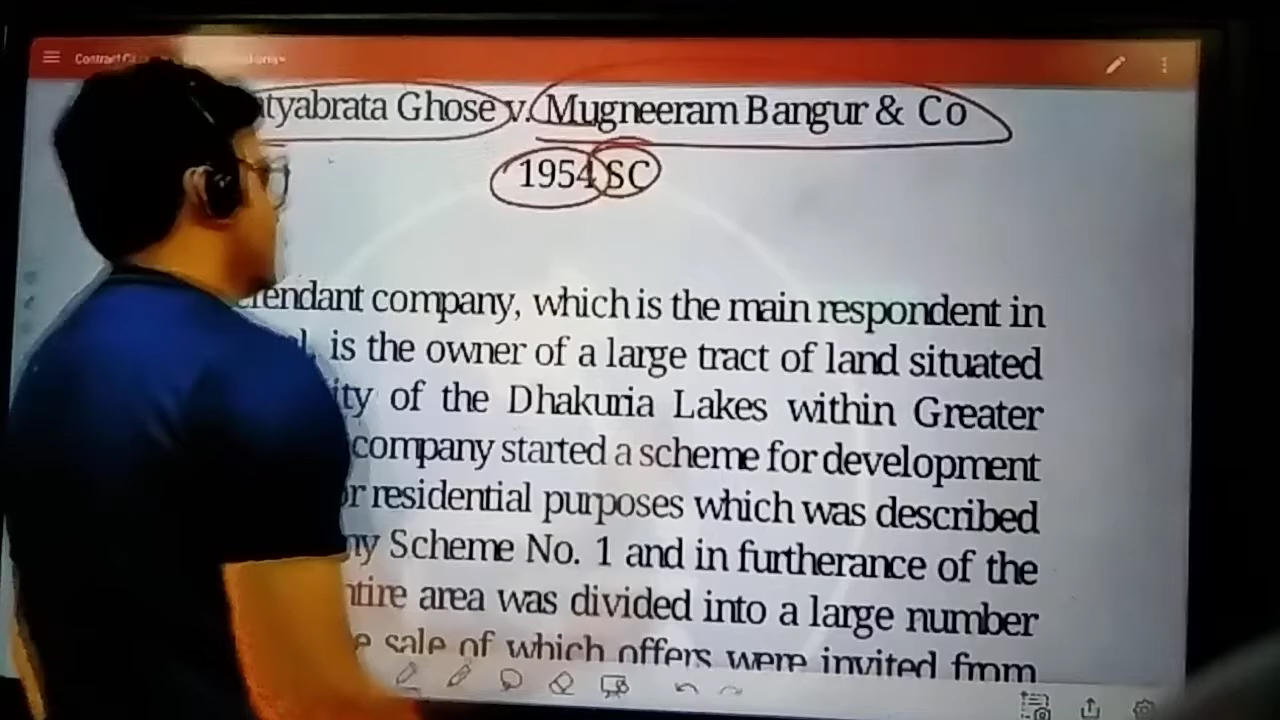 tyabrata Ghose v. Mugneeram Bangur & Co
1954 SC
endant company, which is the main respondent in
is the owner of a large tract of land situated
ity of the Dhakuria Lakes within Greater
company started a scheme for development
or residential purposes which was described
Scheme No. 1 and in furtherance of the
ntire area was divided into a large number
sale of which offers were invited from